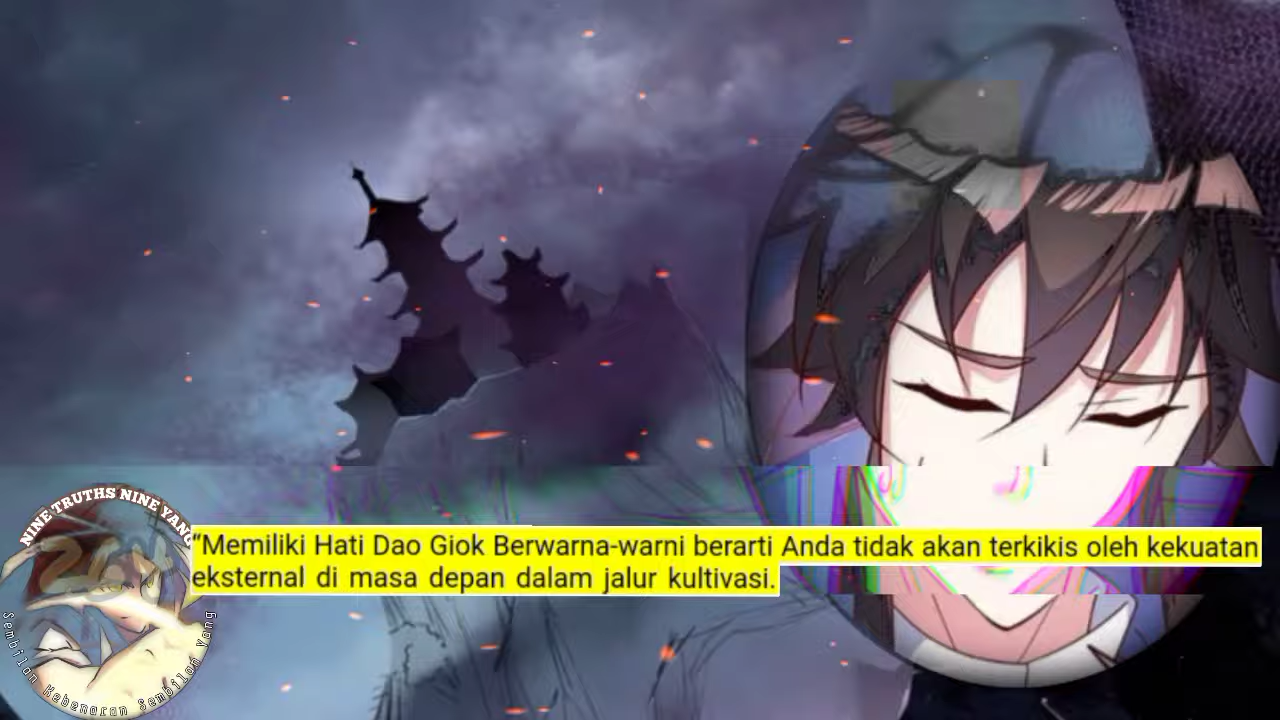 NINE TRUTHS NINE YANG
“Memiliki Hati Dao Giok Berwarna-warni berarti Anda tidak akan terkikis oleh kekuatan
eksternal di masa depan dalam jalur kultivasi.
Sembilan Kebenaran Sembilan Yang